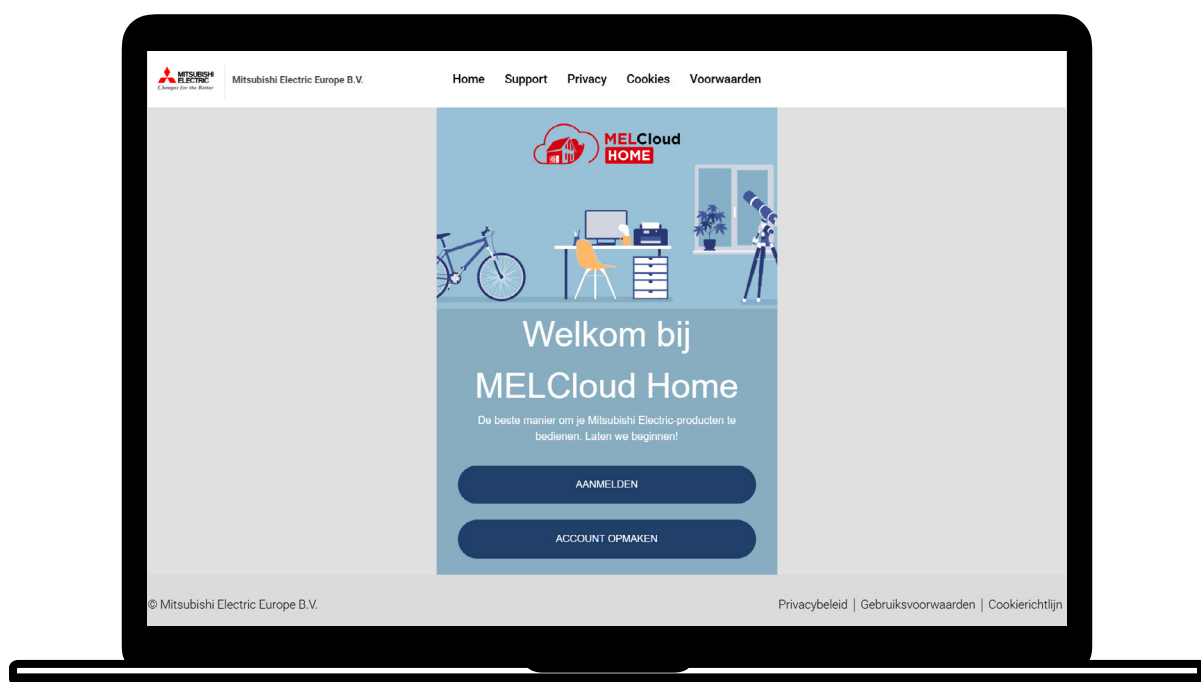 MITSUBISHI
ELECTRIC
Changes for the Better
Mitsubishi Electric Europe B.V.
Home Support Privacy Cookies Voorwaarden
MELCloud
HOME
Welkom bij
MELCloud Home
De beste manier om je Mitsubishi Electric-producten te
bedienen. Laten we beginnen!
AANMELDEN
ACCOUNT OPMAKEN
© Mitsubishi Electric Europe B.V.
Privacybeleid | Gebruiksvoorwaarden | Cookierichtlijn